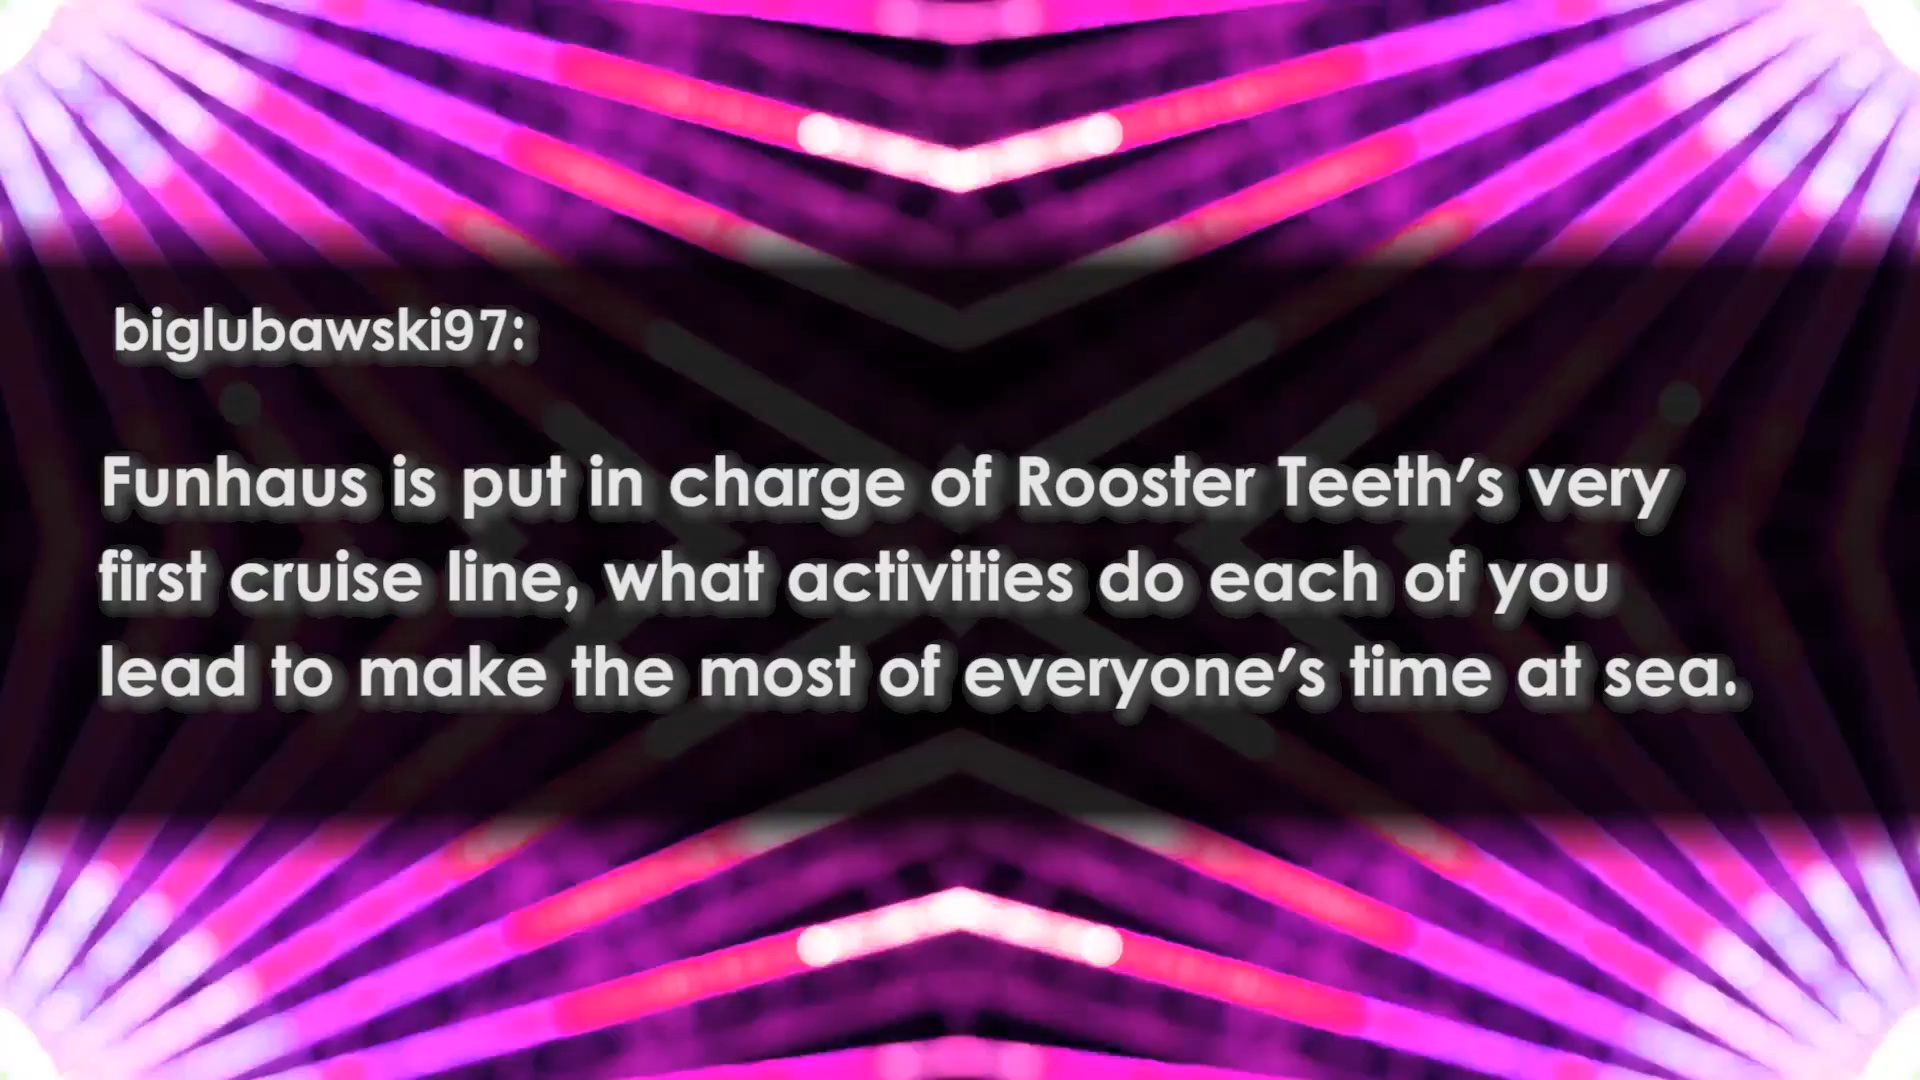 biglubawski97:
Funhaus is put in charge of Rooster Teeth's very
first cruise line, what activities do each of you
lead to make the most of everyone's time at sea.